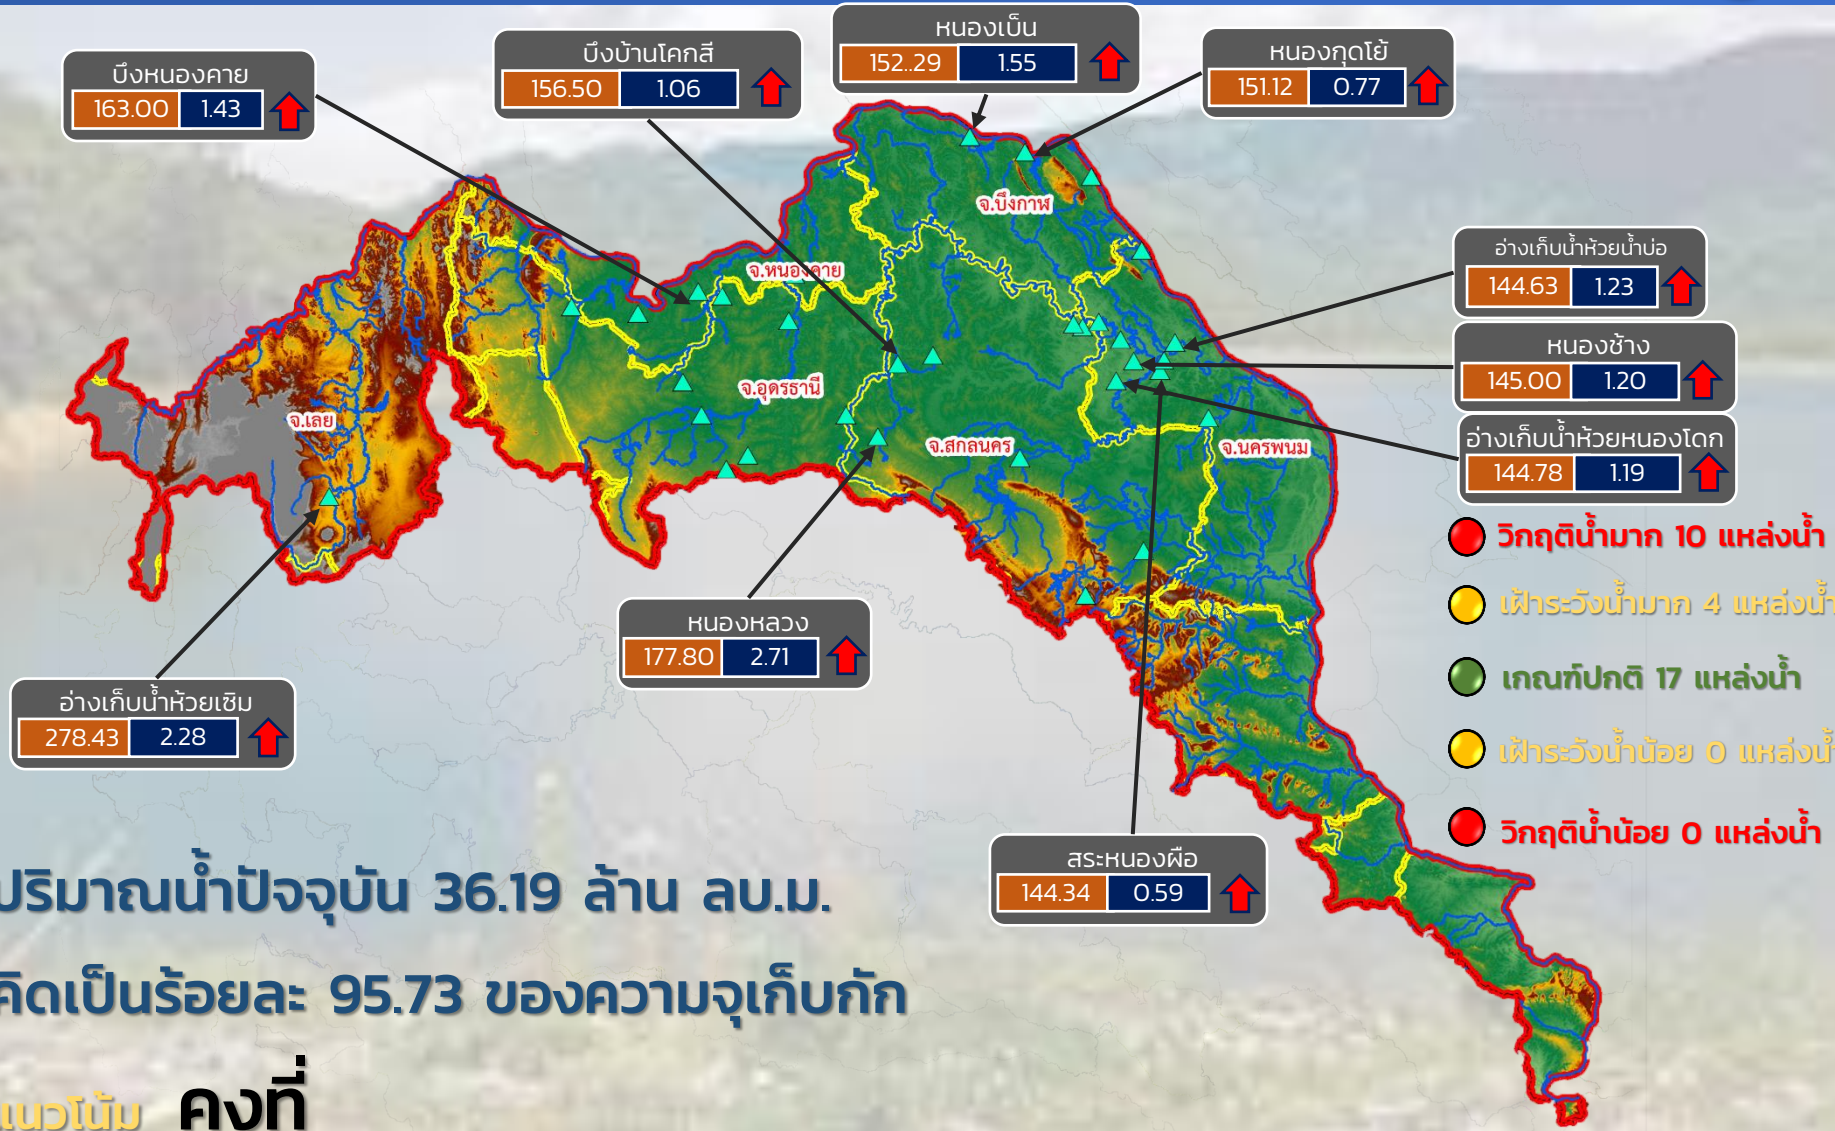 หนองเบ็น
152..29 1.55
บึงบ้านโคกสี
156.50 1.06
หนองกุดโย้
151.12 0.77
บึงหนองคาย
163.00 1.43
จ.บึงกาฬ
จ.หนองคาย
อ่างเก็บน้ำห้วยน้ำบ่อ
144.63 1.23
หนองช้าง
145.00 1.20
จ.อุดรธานี
จ.เลย
จ.สกลนคร
จ.นครพนม
อ่างเก็บน้ำห้วยหนองโดก
144.78 1.19
วิกฤติน้ำมาก 10 แหล่งน้ำ
เฝ้าระวังน้ำมาก 4 แหล่งน้ำ
เกณฑ์ปกติ 17 แหล่งน้ำ
เฝ้าระวังน้ำน้อย 0 แหล่งน้ำ
วิกฤติน้ำน้อย 0 แหล่งน้ำ
หนองหลวง
177.80 2.71
อ่างเก็บน้ำห้วยเซิม
278.43 2.28
สระหนองผือ
144.34 0.59
ปริมาณน้ำปัจจุบัน 36.19 ล้าน ลบ.ม.
คิดเป็นร้อยละ 95.73 ของความจุเก็บกัก
แนวโน้ม คงที่